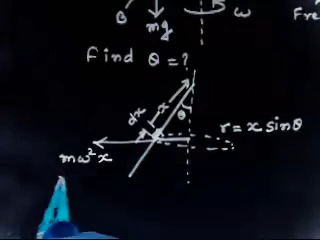 θ
mg
ω
Fre
Find θ = ?
x
dx
θ
r = x sinθ
mω²x